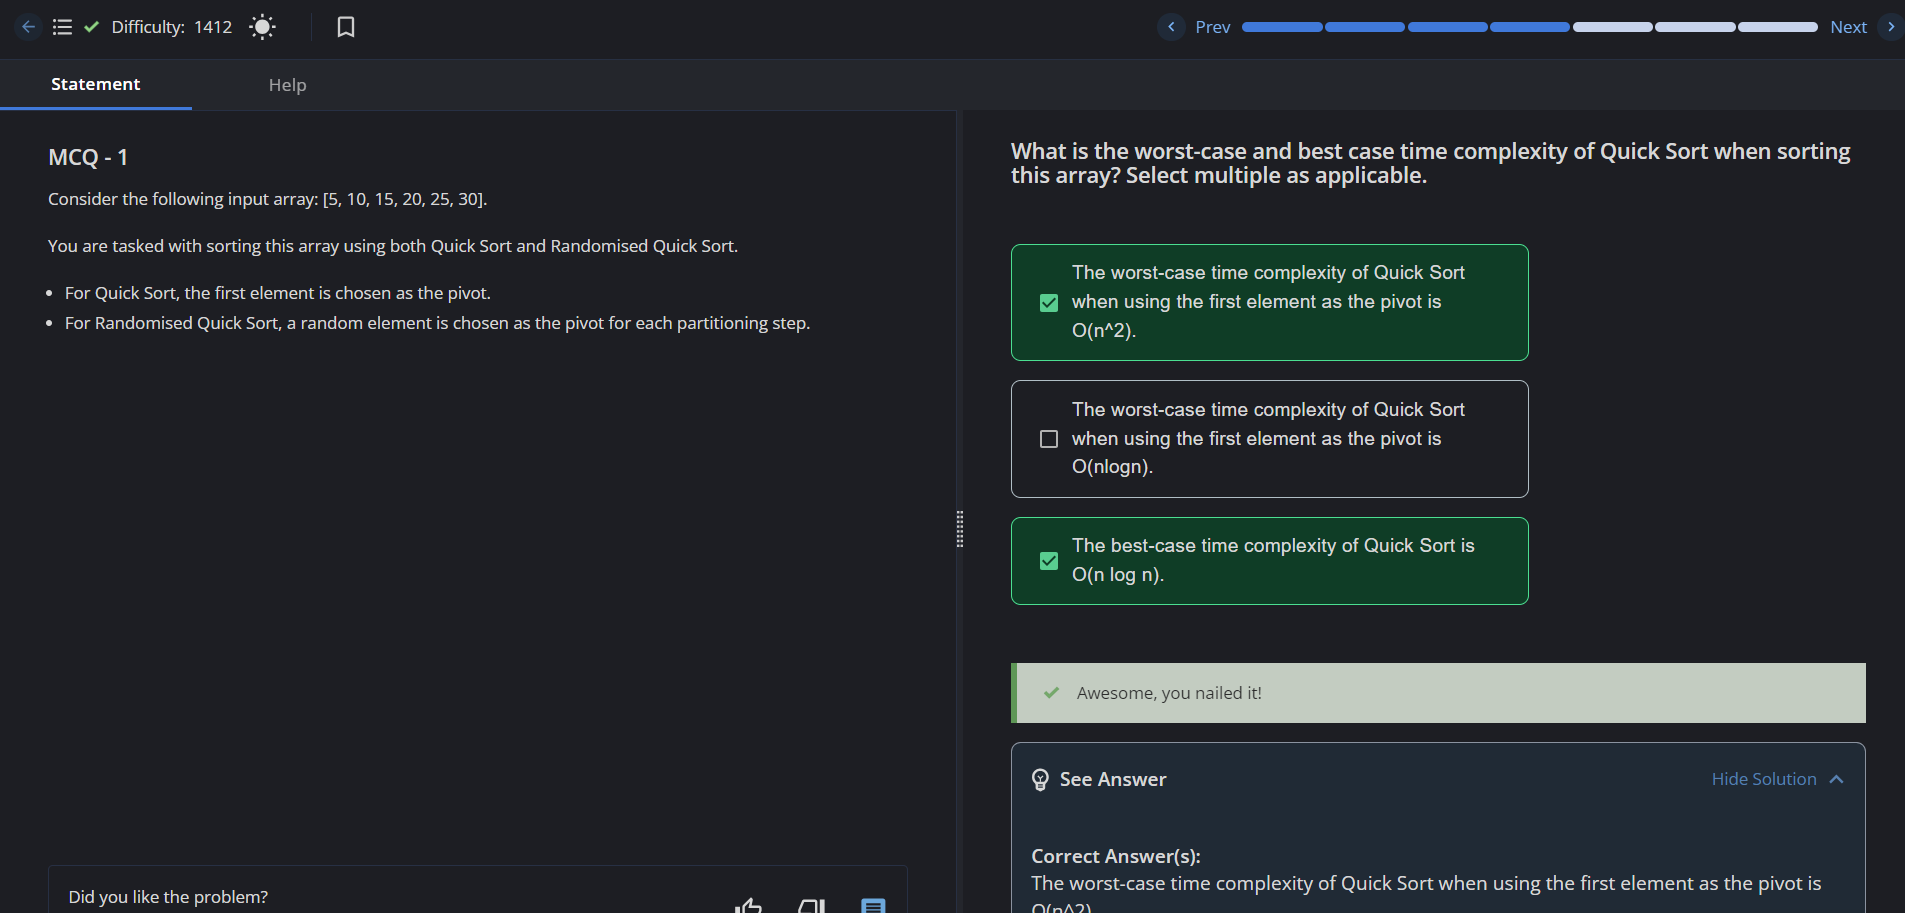 Difficulty: 1412
Prev
Next
Statement
Help
MCQ - 1
Consider the following input array: [5, 10, 15, 20, 25, 30].
You are tasked with sorting this array using both Quick Sort and Randomised Quick Sort.
• For Quick Sort, the first element is chosen as the pivot.
• For Randomised Quick Sort, a random element is chosen as the pivot for each partitioning step.
Did you like the problem?
What is the worst-case and best case time complexity of Quick Sort when sorting
this array? Select multiple as applicable.
The worst-case time complexity of Quick Sort
when using the first element as the pivot is
O(n^2).
The worst-case time complexity of Quick Sort
when using the first element as the pivot is
O(nlogn).
The best-case time complexity of Quick Sort is
O(n log n).
Awesome, you nailed it!
See Answer
Hide Solution
Correct Answer(s):
The worst-case time complexity of Quick Sort when using the first element as the pivot is
O(n^2)